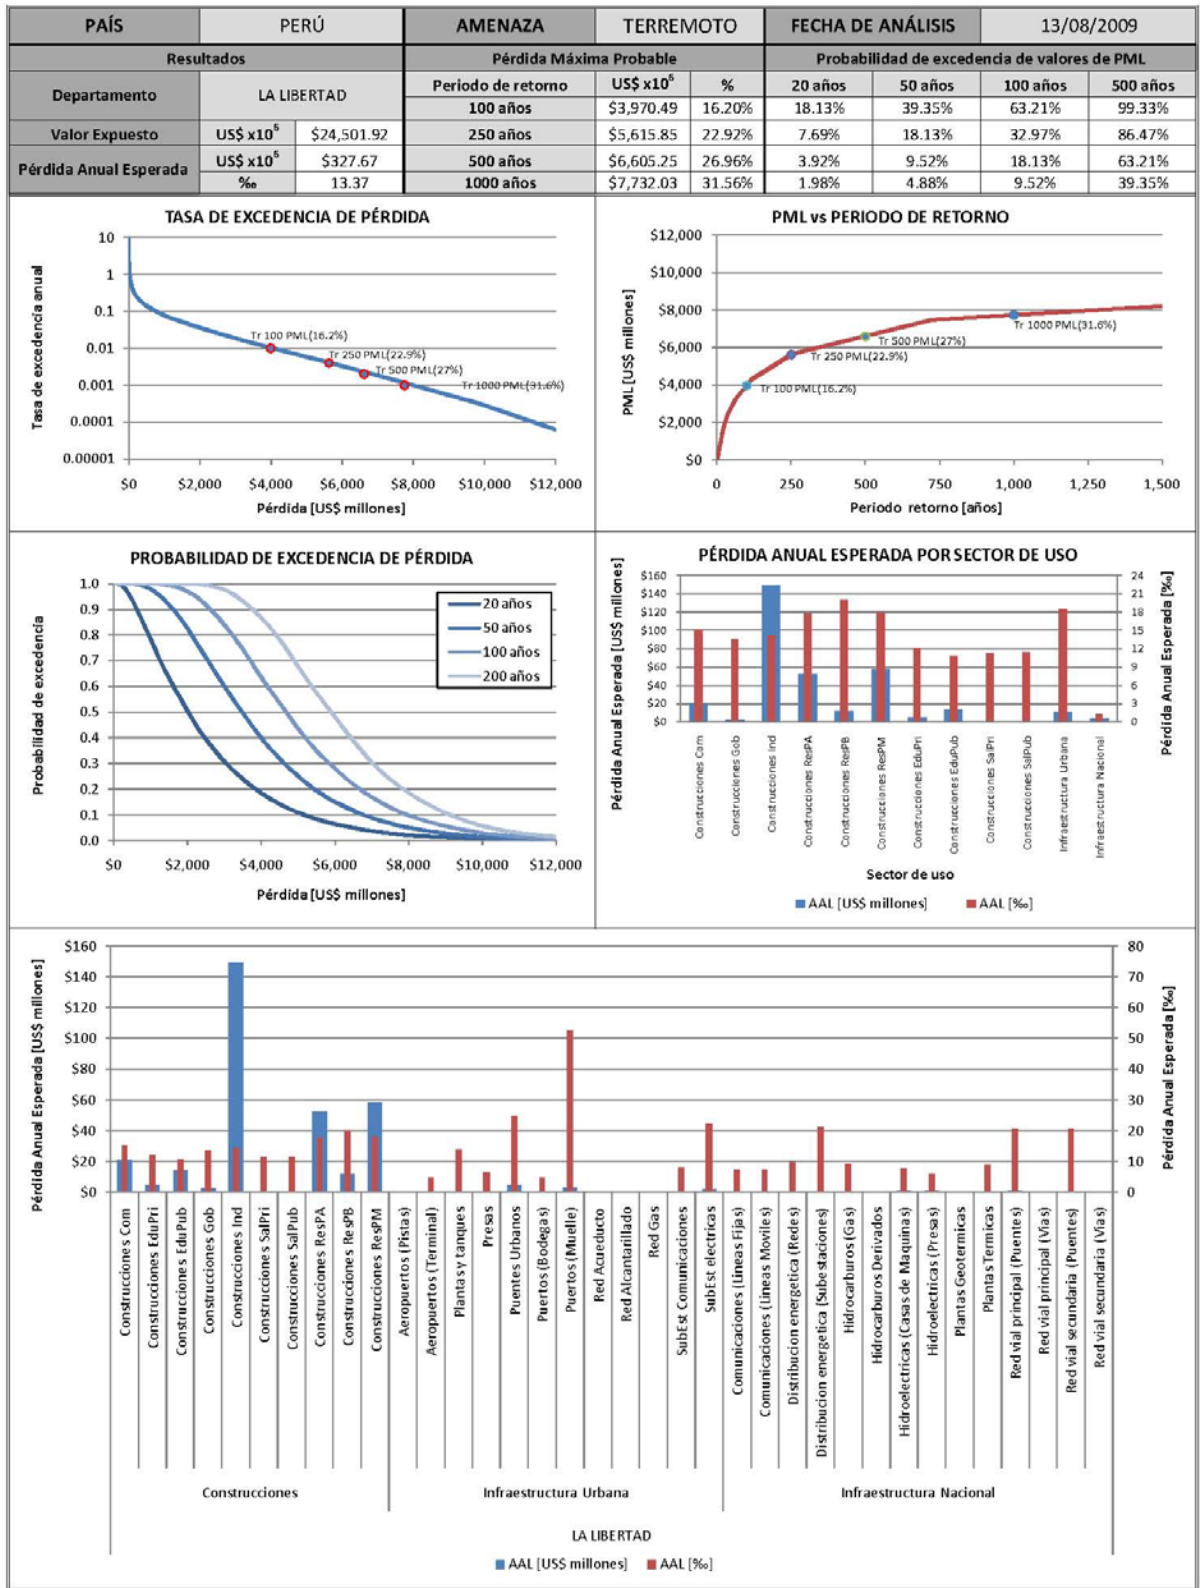 PAÍS PERÚ AMENAZA TERREMOTO FECHA DE ANÁLISIS 13/08/2009
Resultados Pérdida Máxima Probable Probabilidad de excedencia de valores de PML
Departamento LA LIBERTAD Periodo de retorno US$ x10⁶ % 20 años 50 años 100 años 500 años
100 años $3,970.49 16.20% 18.13% 39.35% 63.21% 99.33%
Valor Expuesto US$ x10⁶ $24,501.92 250 años $5,615.85 22.92% 7.69% 18.13% 32.97% 86.47%
Pérdida Anual Esperada US$ x10⁶ $327.67 500 años $6,605.25 26.96% 3.92% 9.52% 18.13% 63.21%
‰ 13.37 1000 años $7,732.03 31.56% 1.98% 4.88% 9.52% 39.35%
TASA DE EXCEDENCIA DE PÉRDIDA
Tasa de excedencia anual
10
1
0.1
0.01
0.001
0.0001
0.00001
Tr 100 PML(16.2%)
Tr 250 PML(22.9%)
Tr 500 PML(27%)
Tr 1000 PML(31.6%)
$0 $2,000 $4,000 $6,000 $8,000 $10,000 $12,000
Pérdida [US$ millones]
PML vs PERIODO DE RETORNO
PML [US$ millones]
$12,000
$10,000
$8,000
$6,000
$4,000
$2,000
$0
Tr 1000 PML(31.6%)
Tr 500 PML(27%)
Tr 250 PML(22.9%)
Tr 100 PML(16.2%)
0 250 500 750 1,000 1,250 1,500
Periodo retorno [años]
PROBABILIDAD DE EXCEDENCIA DE PÉRDIDA
Probabilidad de excedencia
1.0
0.9
0.8
0.7
0.6
0.5
0.4
0.3
0.2
0.1
0.0
20 años
50 años
100 años
200 años
$0 $2,000 $4,000 $6,000 $8,000 $10,000 $12,000
Pérdida [US$ millones]
PÉRDIDA ANUAL ESPERADA POR SECTOR DE USO
Pérdida Anual Esperada [US$ millones]
$160
$140
$120
$100
$80
$60
$40
$20
$0
24
21
18
15
12
9
6
3
0
Pérdida Anual Esperada [‰]
Construcciones Com
Construcciones Gob
Construcciones Ind
Construcciones ResPA
Construcciones ResPB
Construcciones ResPM
Construcciones EduPri
Construcciones EduPub
Construcciones SalPri
Construcciones SalPub
Infraestructura Urbana
Infraestructura Nacional
Sector de uso
AAL [US$ millones] AAL [‰]
Pérdida Anual Esperada [US$ millones]
$160
$140
$120
$100
$80
$60
$40
$20
$0
80
70
60
50
40
30
20
10
0
Pérdida Anual Esperada [‰]
Construcciones Com
Construcciones EduPri
Construcciones EduPub
Construcciones Gob
Construcciones Ind
Construcciones SalPri
Construcciones SalPub
Construcciones ResPA
Construcciones ResPB
Construcciones ResPM
Aeropuertos (Pistas)
Aeropuertos (Terminal)
Plantas y tanques
Presas
Puentes Urbanos
Puertos (Bodegas)
Puertos (Muelle)
Red Acueducto
Red Alcantarillado
Red Gas
SubEst Comunicaciones
SubEst electricas
Comunicaciones (Lineas Fijas)
Comunicaciones (Lineas Moviles)
Distribucion energetica (Redes)
Distribucion energetica (Subestaciones)
Hidrocarburos (Gas)
Hidrocarburos Derivados
Hidroelectricas (Casas de Maquinas)
Hidroelectricas (Presas)
Plantas Geotermicas
Plantas Termicas
Red vial principal (Puentes)
Red vial principal (Vias)
Red vial secundaria (Puentes)
Red vial secundaria (Vias)
Construcciones Infraestructura Urbana Infraestructura Nacional
LA LIBERTAD
AAL [US$ millones] AAL [‰]